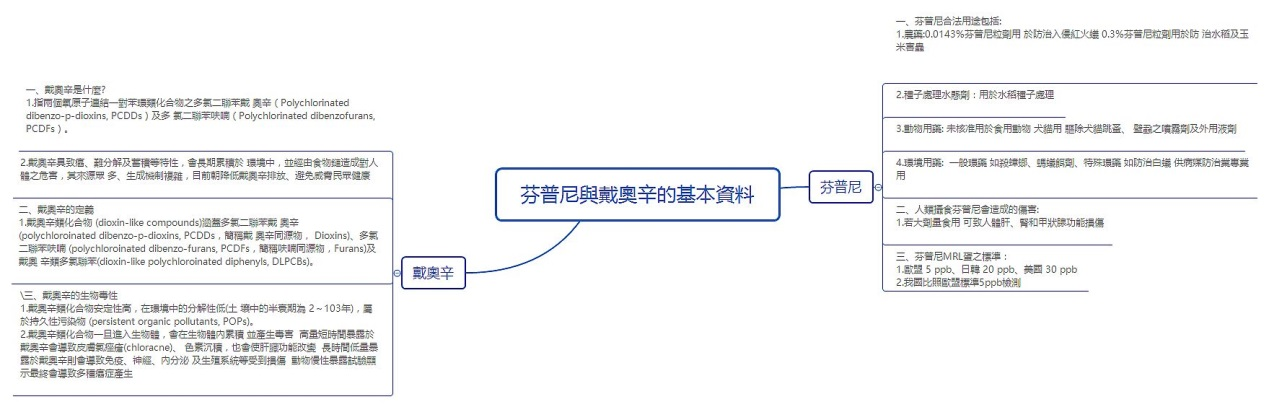 芬普尼與戴奧辛的基本資料
芬普尼
一、芬普尼合法用途包括:
1.農藥:0.0143%芬普尼粒劑用 於防治入侵紅火蟻 0.3%芬普尼粒劑用於防 治水稻及玉
米害蟲
2.種子處理水懸劑：用於水稻種子處理
3.動物用藥: 未核准用於食用動物 犬貓用 驅除犬貓跳蚤、 壁蝨之噴霧劑及外用液劑
4.環境用藥:  一般環藥 如殺蟑螂、螞蟻餌劑、特殊環藥 如防治白蟻 供病媒防治業專業
用
二、人類攝食芬普尼會造成的傷害:
1.若大劑量食用 可致人體肝、腎和甲狀腺功能損傷
三、芬普尼MRL蛋之標準：
1.歐盟 5 ppb、日韓 20 ppb、美國 30 ppb
2.我國比照歐盟標準5ppb檢測
戴奧辛
一、戴奧辛是什麼?
1.指兩個氧原子連結一對苯環類化合物之多氯二聯苯戴 奧辛（Polychlorinated
dibenzo-p-dioxins, PCDDs）及多 氯二聯苯呋喃（Polychlorinated dibenzofurans,
PCDFs）。
2.戴奧辛具致癌、難分解及蓄積等特性，會長期累積於 環境中，並經由食物鏈造成對人
體之危害，其來源眾 多、生成機制複雜，目前朝降低戴奧辛排放、避免威脅民眾健康
二、戴奧辛的定義
1.戴奧辛類化合物 (dioxin-like compounds)涵蓋多氯二聯苯戴 奧辛
(polychloroinated dibenzo-p-dioxins, PCDDs，簡稱戴 奧辛同源物， Dioxins)、多氯
二聯苯呋喃 (polychloroinated dibenzo-furans, PCDFs，簡稱呋喃同源物，Furans)及
戴奧 辛類多氯聯苯(dioxin-like polychloroinated diphenyls, DLPCBs)。
\三、戴奧辛的生物毒性
1.戴奧辛類化合物安定性高，在環境中的分解性低(土 壤中的半衰期為 2～103年)，屬
於持久性污染物 (persistent organic pollutants, POPs)。
2.戴奧辛類化合物一旦進入生物體，會在生物體內累積 並產生毒害  高量短時間暴露於
戴奧辛會導致皮膚氯痤瘡(chloracne)、 色素沉積，也會使肝臟功能改變  長時間低量暴
露於戴奧辛則會導致免疫、神經、內分泌 及生殖系統等受到損傷  動物慢性暴露試驗顯
示最終會導致多種癌症產生